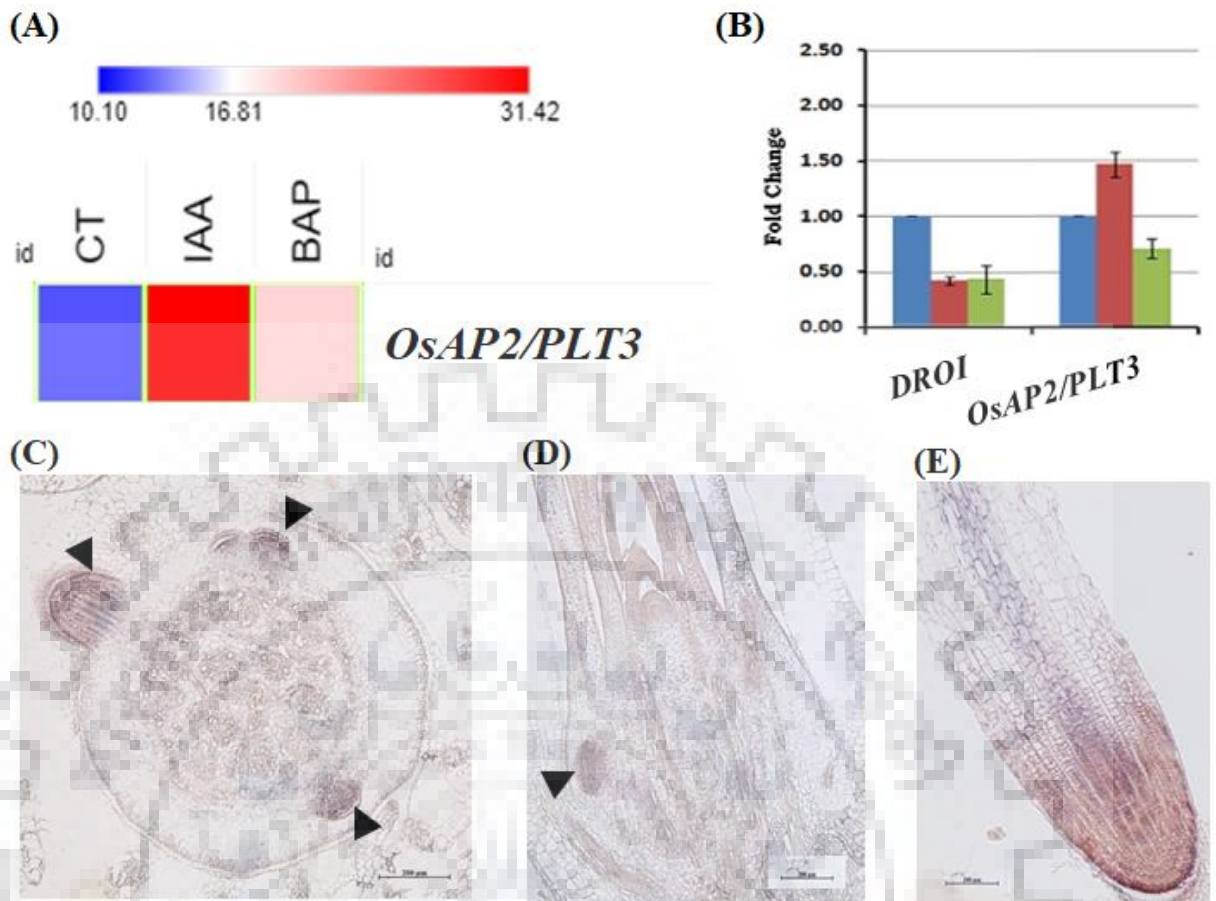 (A)
10.10 16.81 31.42
id CT IAA BAP id
OsAP2/PLT3
(B)
Fold Change
2.50
2.00
1.50
1.00
0.50
0.00
DROI OsAP2/PLT3
(C)
(D)
(E)